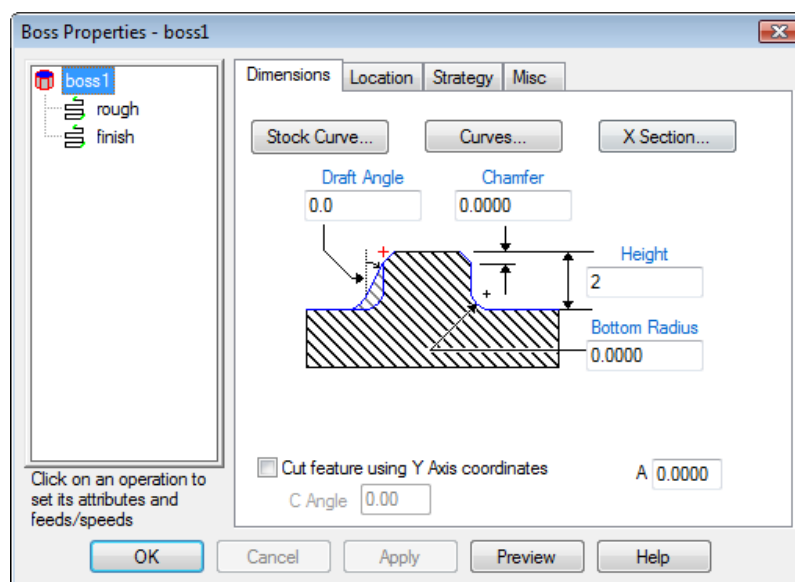 Boss Properties - boss1
boss1
rough
finish
Click on an operation to
set its attributes and
feeds/speeds
Dimensions Location Strategy Misc
Stock Curve... Curves... X Section...
Draft Angle Chamfer
0.0 0.0000
Height
2
Bottom Radius
0.0000
Cut feature using Y Axis coordinates A 0.0000
C Angle 0.00
OK Cancel Apply Preview Help